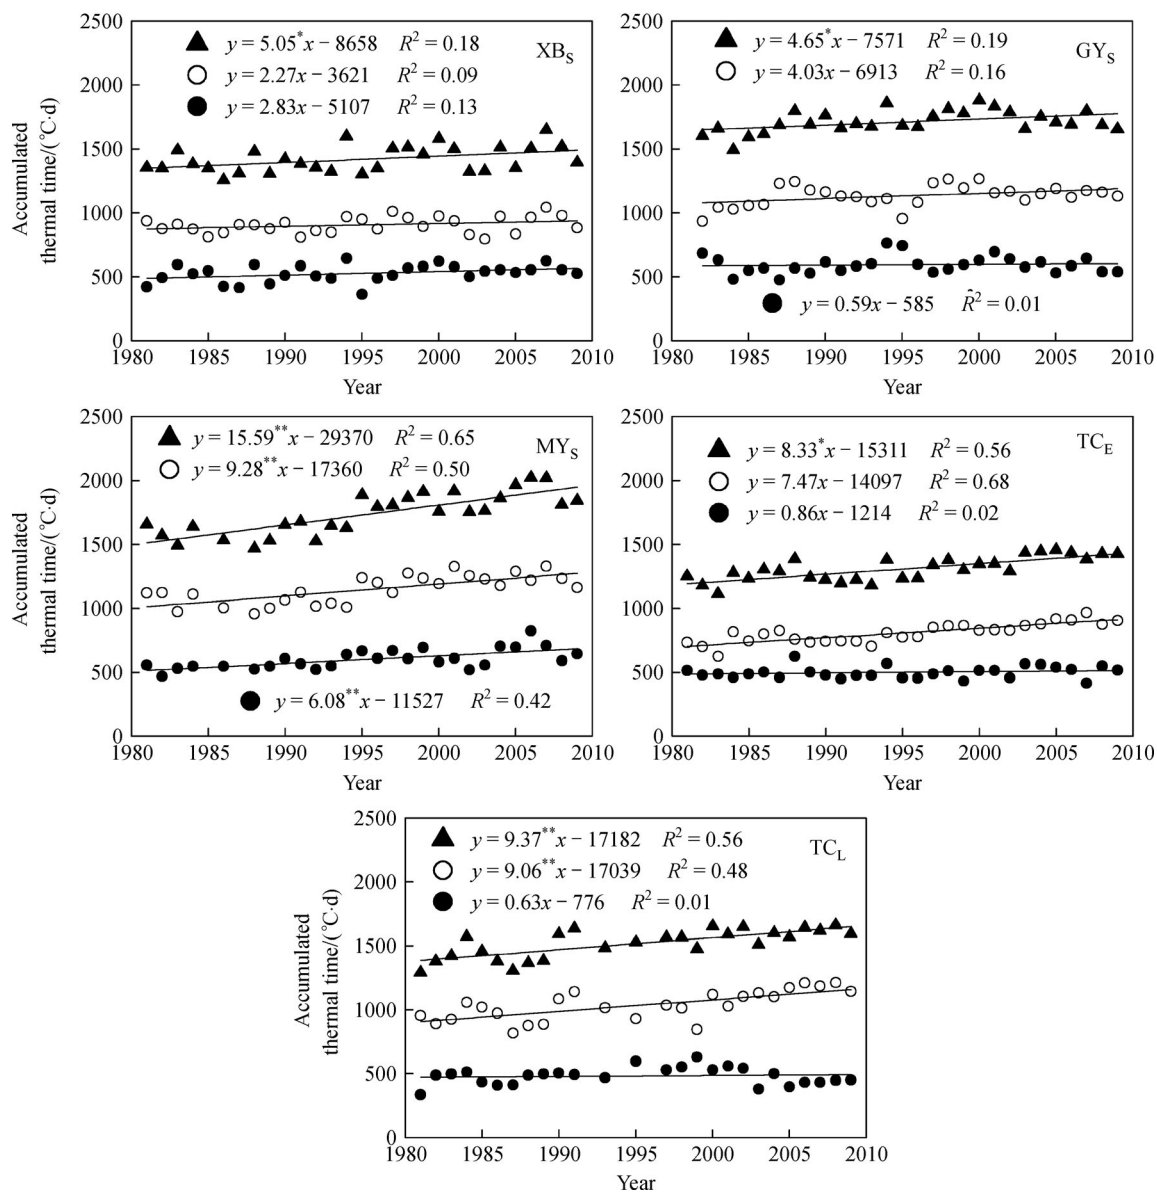 2500
2000
1500
1000
500
0
Accumulated
thermal time/(℃·d)
y = 5.05*x − 8658 R² = 0.18
y = 2.27x − 3621 R² = 0.09
y = 2.83x − 5107 R² = 0.13
XB_S
1980 1985 1990 1995 2000 2005 2010
Year
2500
2000
1500
1000
500
0
y = 4.65*x − 7571 R² = 0.19
y = 4.03x − 6913 R² = 0.16
GY_S
y = 0.59x − 585 R² = 0.01
1980 1985 1990 1995 2000 2005 2010
Year
2500
2000
1500
1000
500
0
Accumulated
thermal time/(℃·d)
y = 15.59**x − 29370 R² = 0.65
y = 9.28**x − 17360 R² = 0.50
MY_S
y = 6.08**x − 11527 R² = 0.42
1980 1985 1990 1995 2000 2005 2010
Year
2500
2000
1500
1000
500
0
y = 8.33*x − 15311 R² = 0.56
y = 7.47x − 14097 R² = 0.68
y = 0.86x − 1214 R² = 0.02
TC_E
1980 1985 1990 1995 2000 2005 2010
Year
2500
2000
1500
1000
500
0
Accumulated
thermal time/(℃·d)
y = 9.37**x − 17182 R² = 0.56
y = 9.06**x − 17039 R² = 0.48
y = 0.63x − 776 R² = 0.01
TC_L
1980 1985 1990 1995 2000 2005 2010
Year